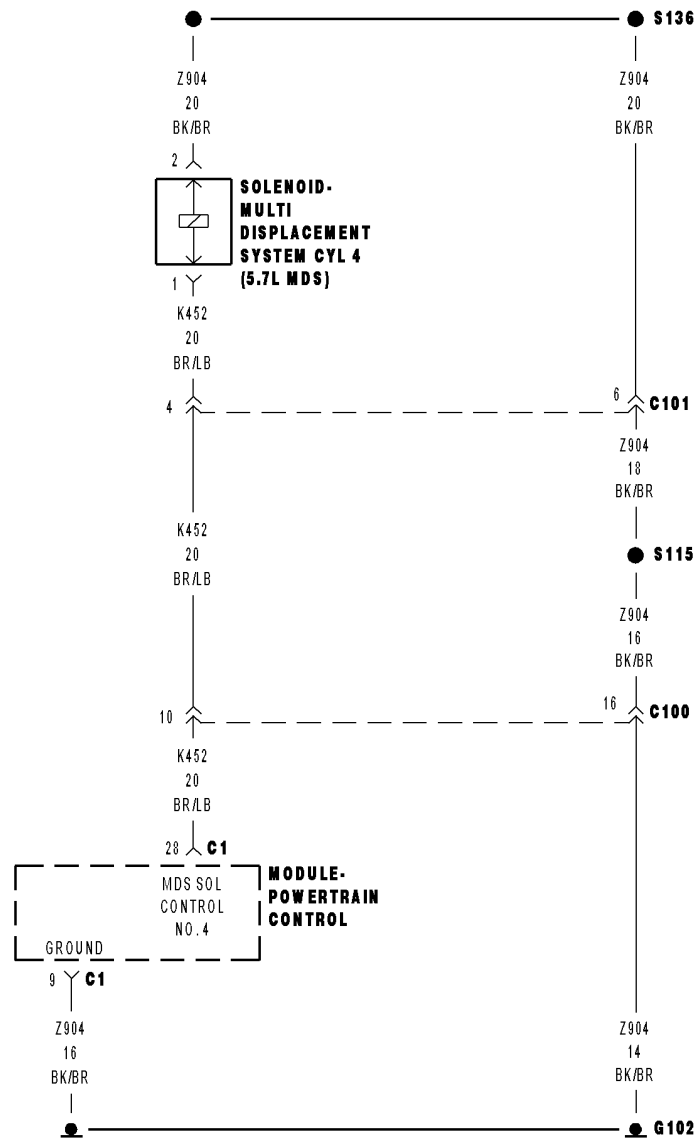 S136
Z904
20
BK/BR
Z904
20
BK/BR
2
SOLENOID-
MULTI
DISPLACEMENT
SYSTEM CYL 4
(5.7L MDS)
1
K452
20
BR/LB
4
6
C101
Z904
18
BK/BR
K452
20
BR/LB
S115
Z904
16
BK/BR
10
16
C100
K452
20
BR/LB
28
C1
MDS SOL
CONTROL
NO.4
MODULE-
POWERTRAIN
CONTROL
GROUND
9
C1
Z904
16
BK/BR
Z904
14
BK/BR
G102